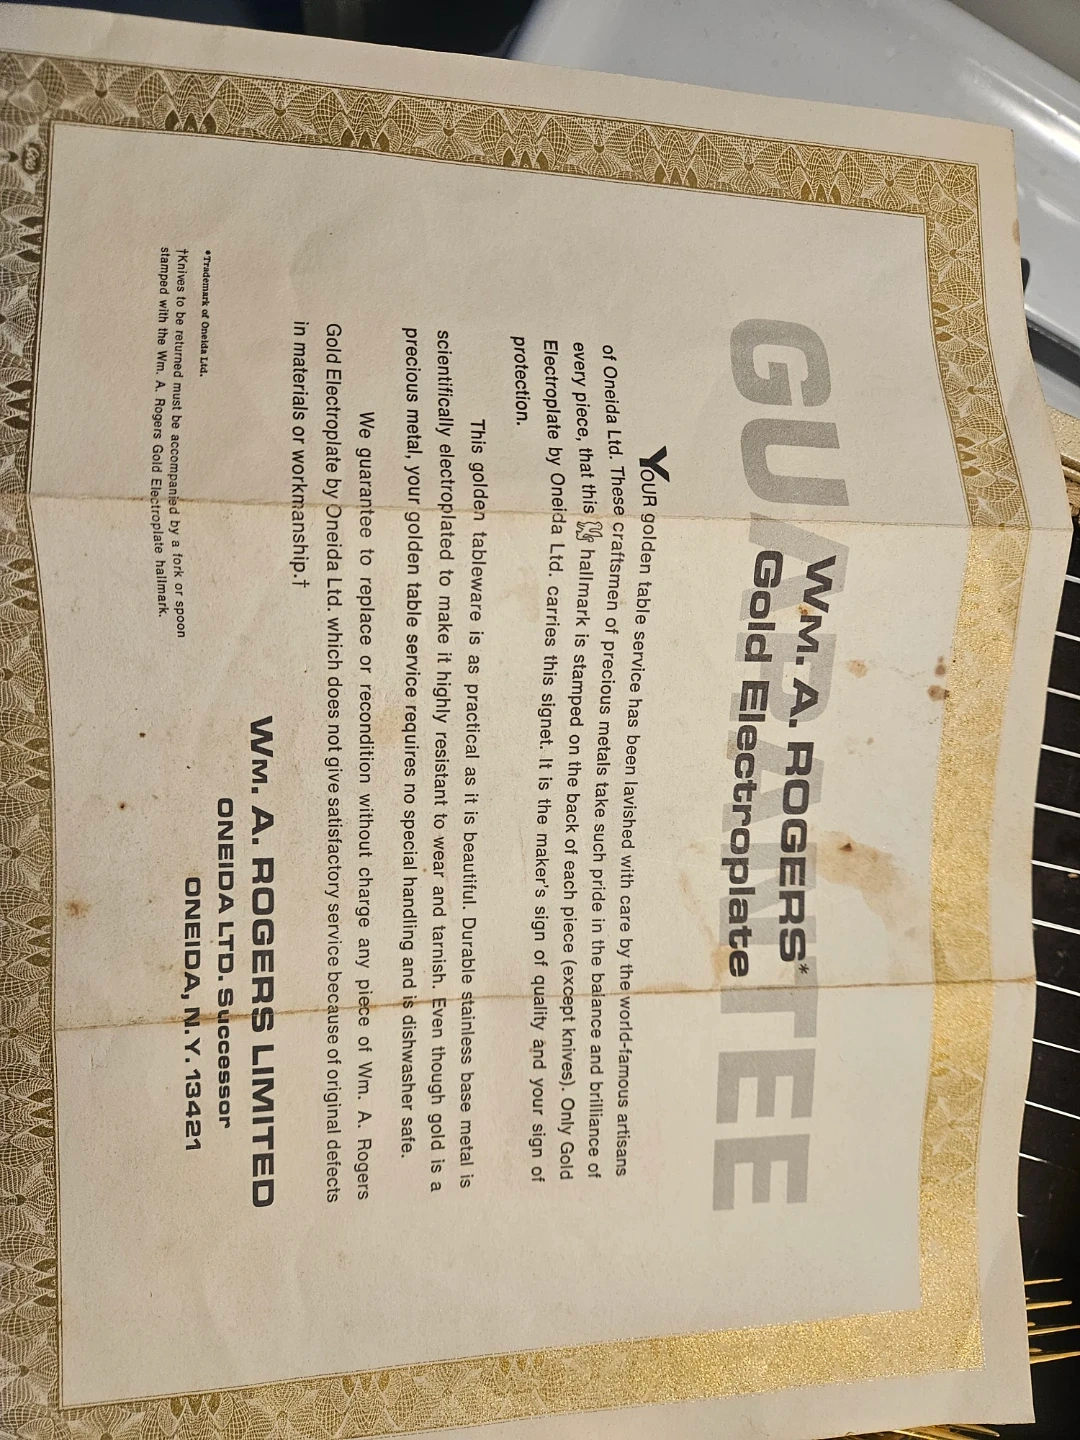 GUARANTEE
WM. A. ROGERS*
Gold Electroplate
YOUR golden table service has been lavished with care by the world-famous artisans
of Oneida Ltd. These craftsmen of precious metals take such pride in the balance and brilliance of
every piece, that this hallmark is stamped on the back of each piece (except knives). Only Gold
Electroplate by Oneida Ltd. carries this signet. It is the maker's sign of quality and your sign of
protection.
This golden tableware is as practical as it is beautiful. Durable stainless base metal is
scientifically electroplated to make it highly resistant to wear and tarnish. Even though gold is a
precious metal, your golden table service requires no special handling and is dishwasher safe.
We guarantee to replace or recondition without charge any piece of Wm. A. Rogers
Gold Electroplate by Oneida Ltd. which does not give satisfactory service because of original defects
in materials or workmanship.†
WM. A. ROGERS LIMITED
ONEIDA LTD. Successor
ONEIDA, N.Y. 13421
*Trademark of Oneida Ltd.
†Knives to be returned must be accompanied by a fork or spoon
stamped with the Wm. A. Rogers Gold Electroplate hallmark.